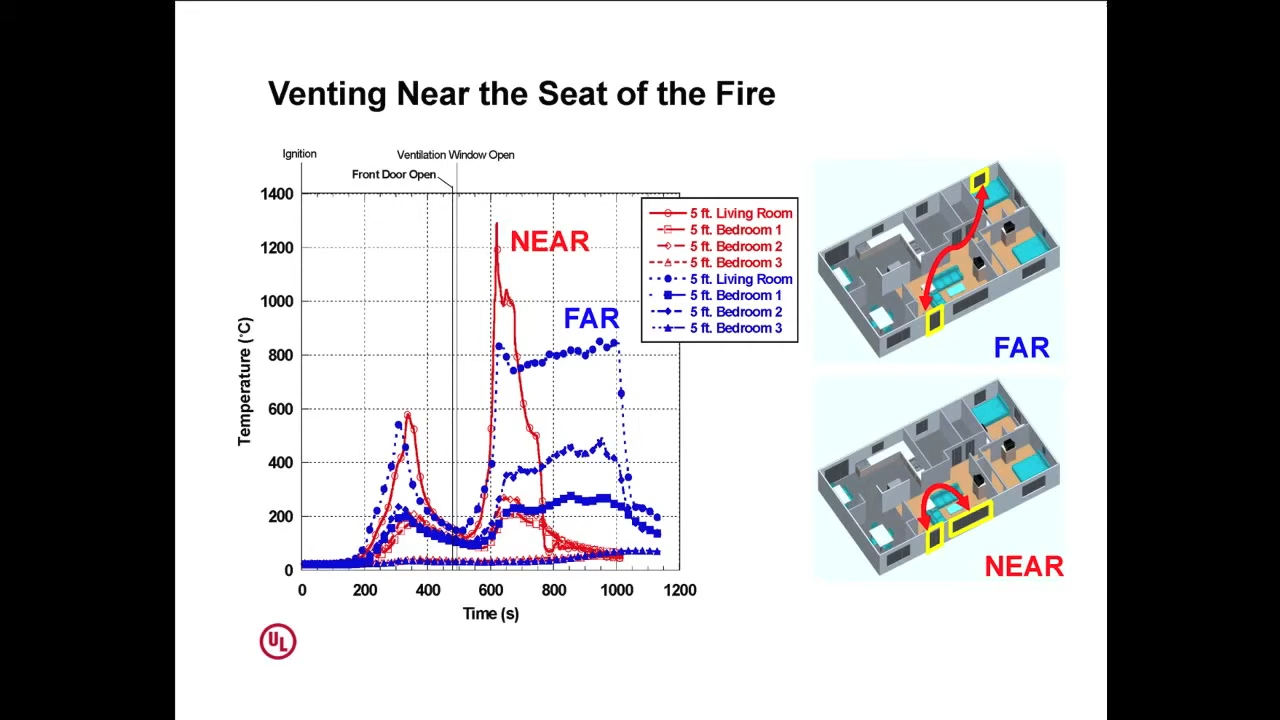 Venting Near the Seat of the Fire
Ignition
Ventilation Window Open
Front Door Open
1400
1200
1000
800
600
400
200
0
Temperature (°C)
0 200 400 600 800 1000 1200
Time (s)
NEAR
FAR
5 ft. Living Room
5 ft. Bedroom 1
5 ft. Bedroom 2
5 ft. Bedroom 3
5 ft. Living Room
5 ft. Bedroom 1
5 ft. Bedroom 2
5 ft. Bedroom 3
FAR
NEAR
UL